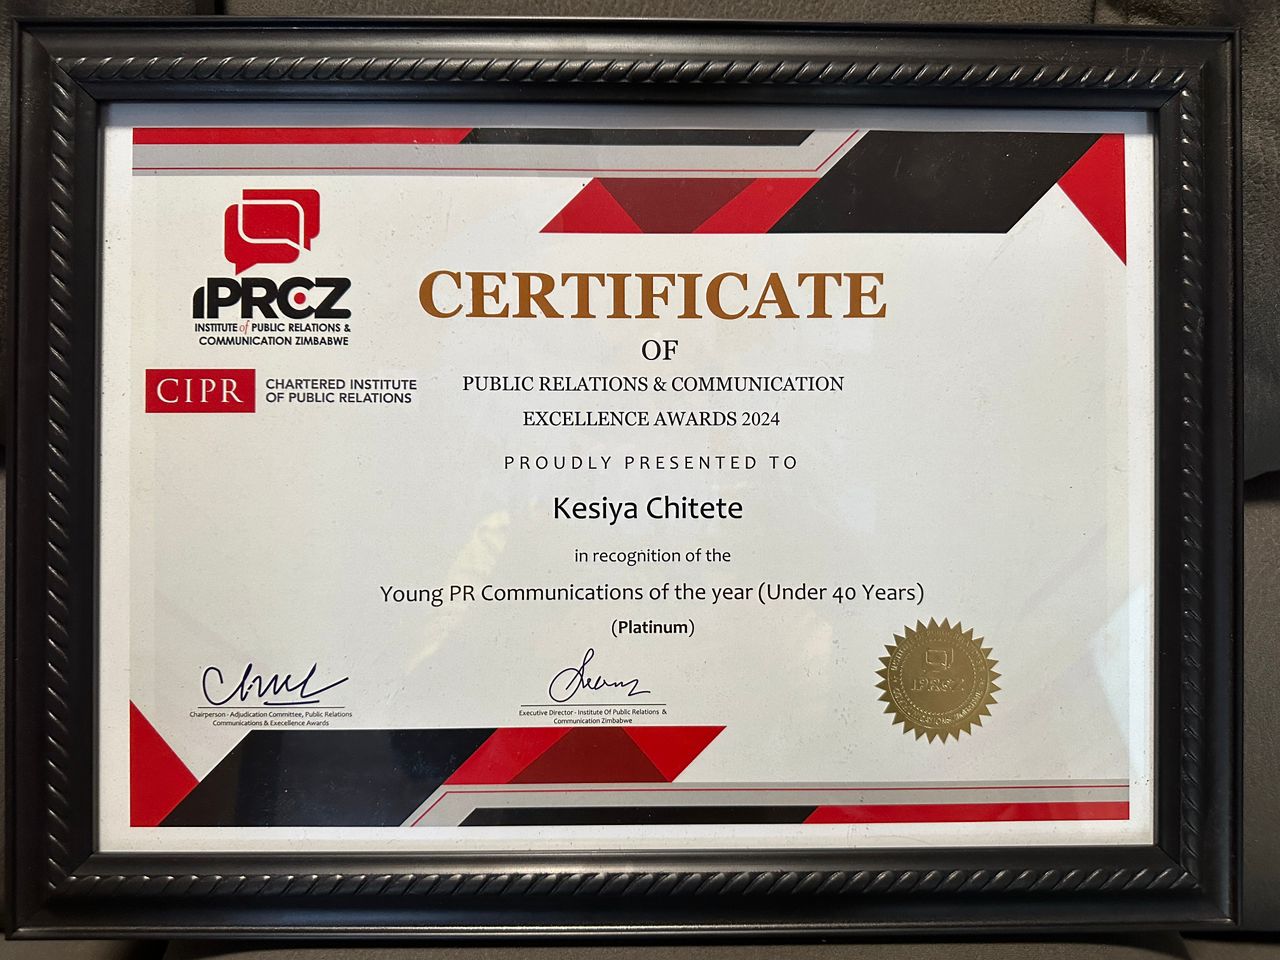 iPRCZ
INSTITUTE of PUBLIC RELATIONS &
COMMUNICATION ZIMBABWE
CIPR
CHARTERED INSTITUTE
OF PUBLIC RELATIONS
CERTIFICATE
OF
PUBLIC RELATIONS & COMMUNICATION
EXCELLENCE AWARDS 2024
PROUDLY PRESENTED TO
Kesiya Chitete
in recognition of the
Young PR Communications of the year (Under 40 Years)
(Platinum)
Chairperson - Adjudication Committee, Public Relations
Communications & Execellence Awards
Executive Director - Institute Of Public Relations &
Communication Zimbabwe